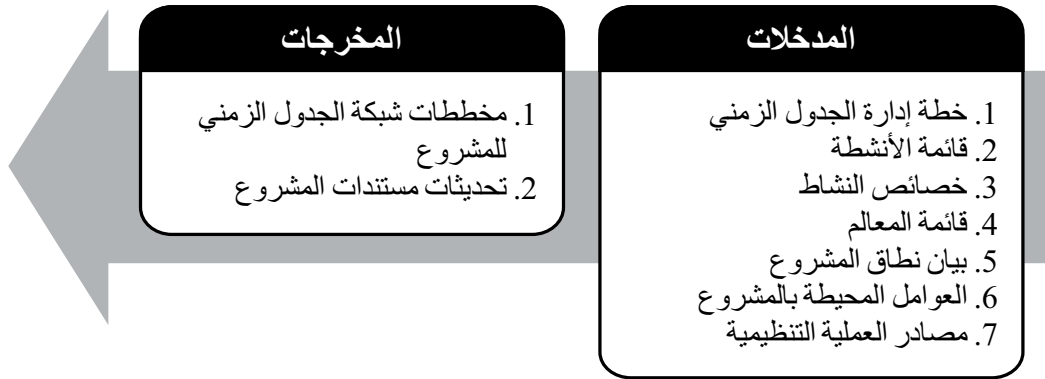 المدخلات
1. خطة إدارة الجدول الزمني
2. قائمة الأنشطة
3. خصائص النشاط
4. قائمة المعالم
5. بيان نطاق المشروع
6. العوامل المحيطة بالمشروع
7. مصادر العملية التنظيمية
المخرجات
1. مخططات شبكة الجدول الزمني
للمشروع
2. تحديثات مستندات المشروع